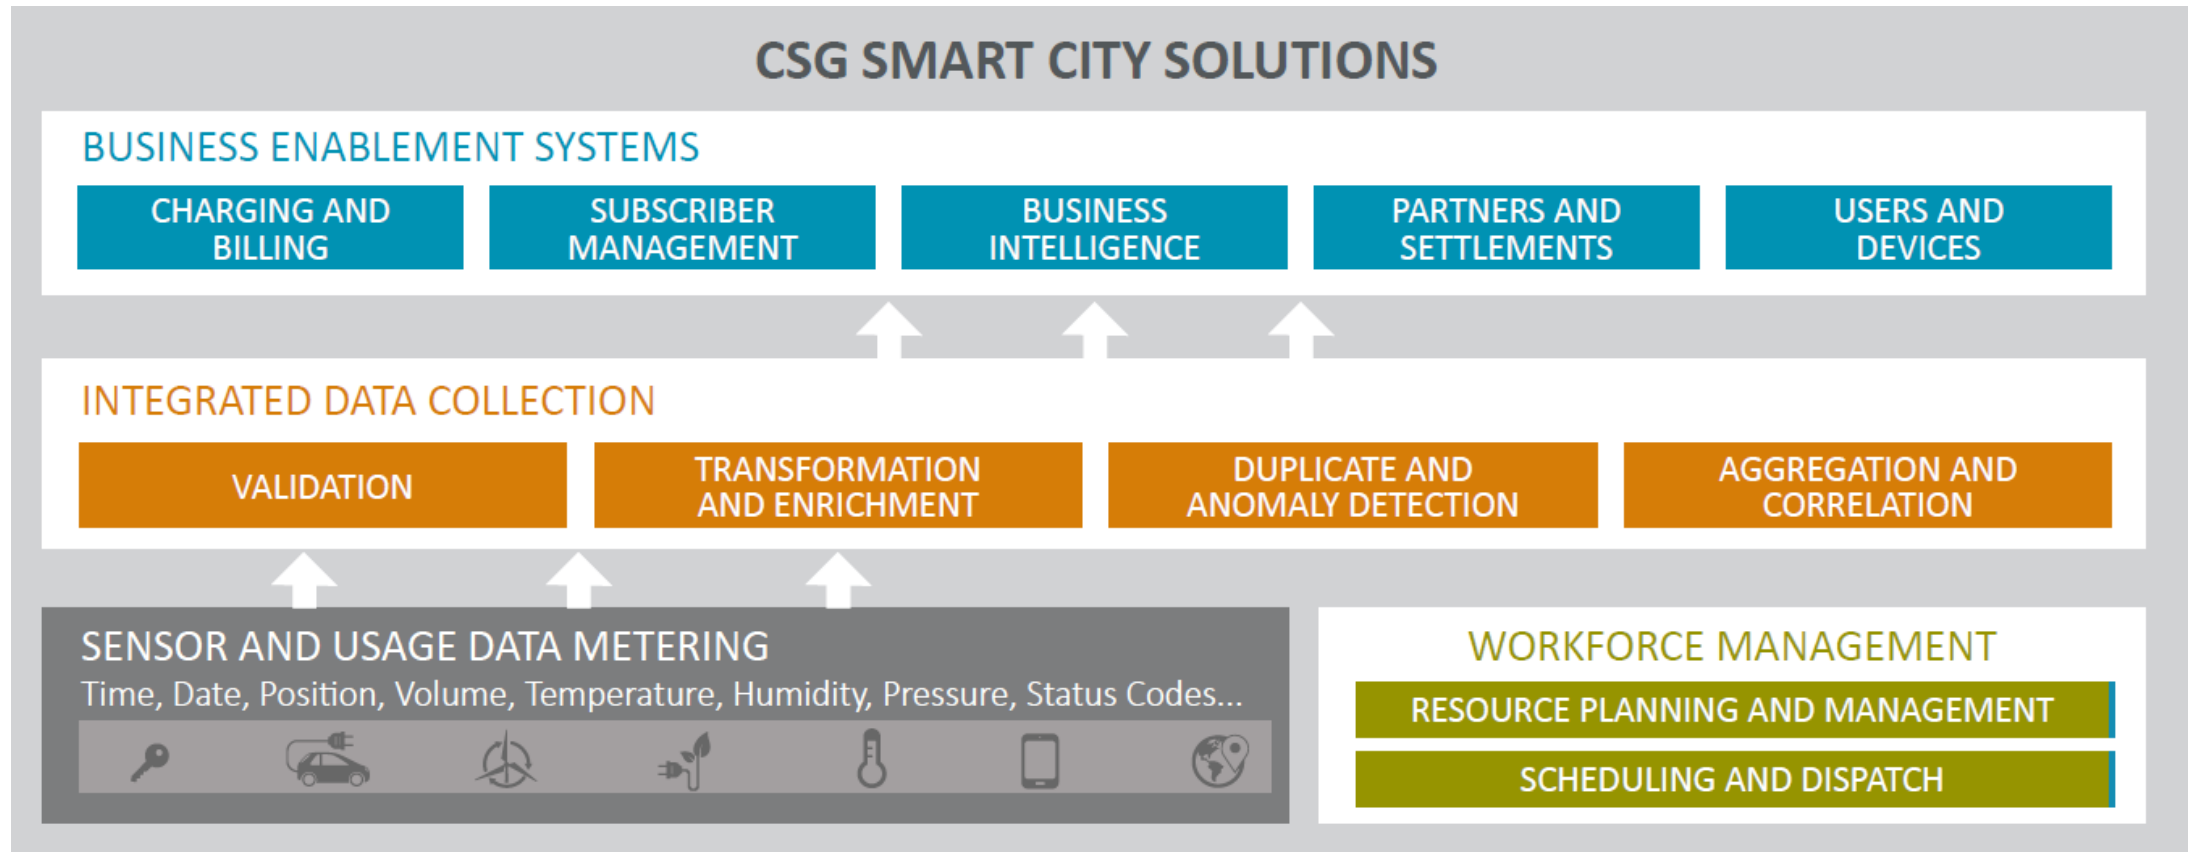 CSG SMART CITY SOLUTIONS
BUSINESS ENABLEMENT SYSTEMS
CHARGING AND
BILLING
SUBSCRIBER
MANAGEMENT
BUSINESS
INTELLIGENCE
PARTNERS AND
SETTLEMENTS
USERS AND
DEVICES
INTEGRATED DATA COLLECTION
VALIDATION
TRANSFORMATION
AND ENRICHMENT
DUPLICATE AND
ANOMALY DETECTION
AGGREGATION AND
CORRELATION
SENSOR AND USAGE DATA METERING
Time, Date, Position, Volume, Temperature, Humidity, Pressure, Status Codes...
WORKFORCE MANAGEMENT
RESOURCE PLANNING AND MANAGEMENT
SCHEDULING AND DISPATCH